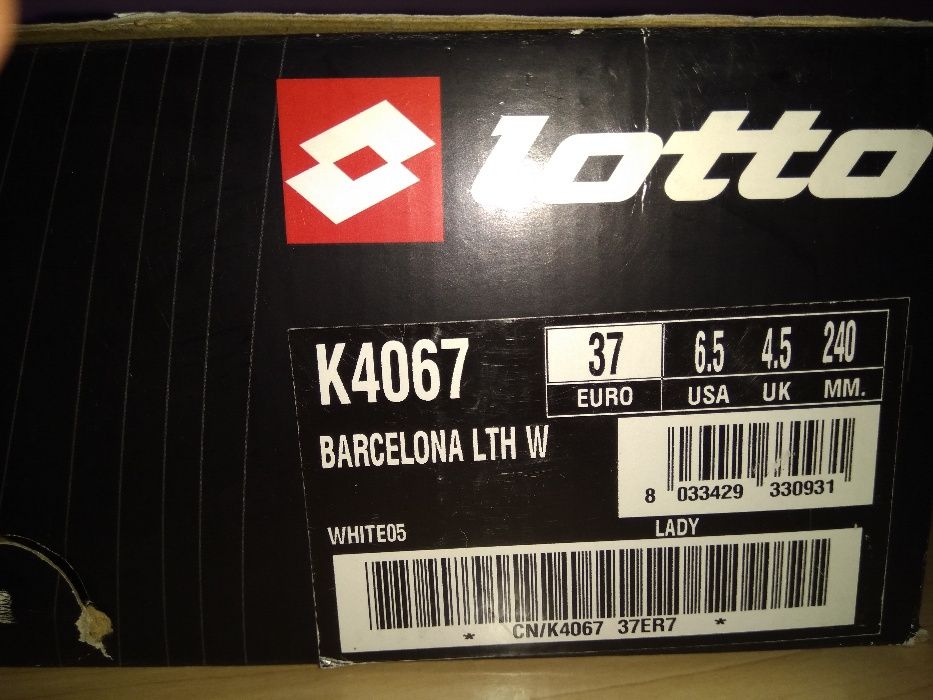 lotto
K4067
37 6.5 4.5 240
EURO USA UK MM.
BARCELONA LTH W
8 033429 330931
WHITE05 LADY
* CN/K4067 37ER7 *